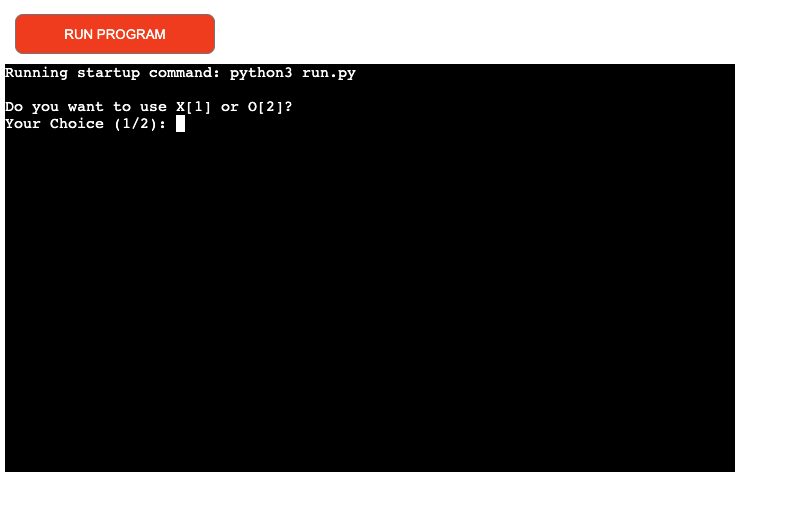 RUN PROGRAM
Running startup command: python3 run.py
Do you want to use X[1] or O[2]?
Your Choice (1/2):